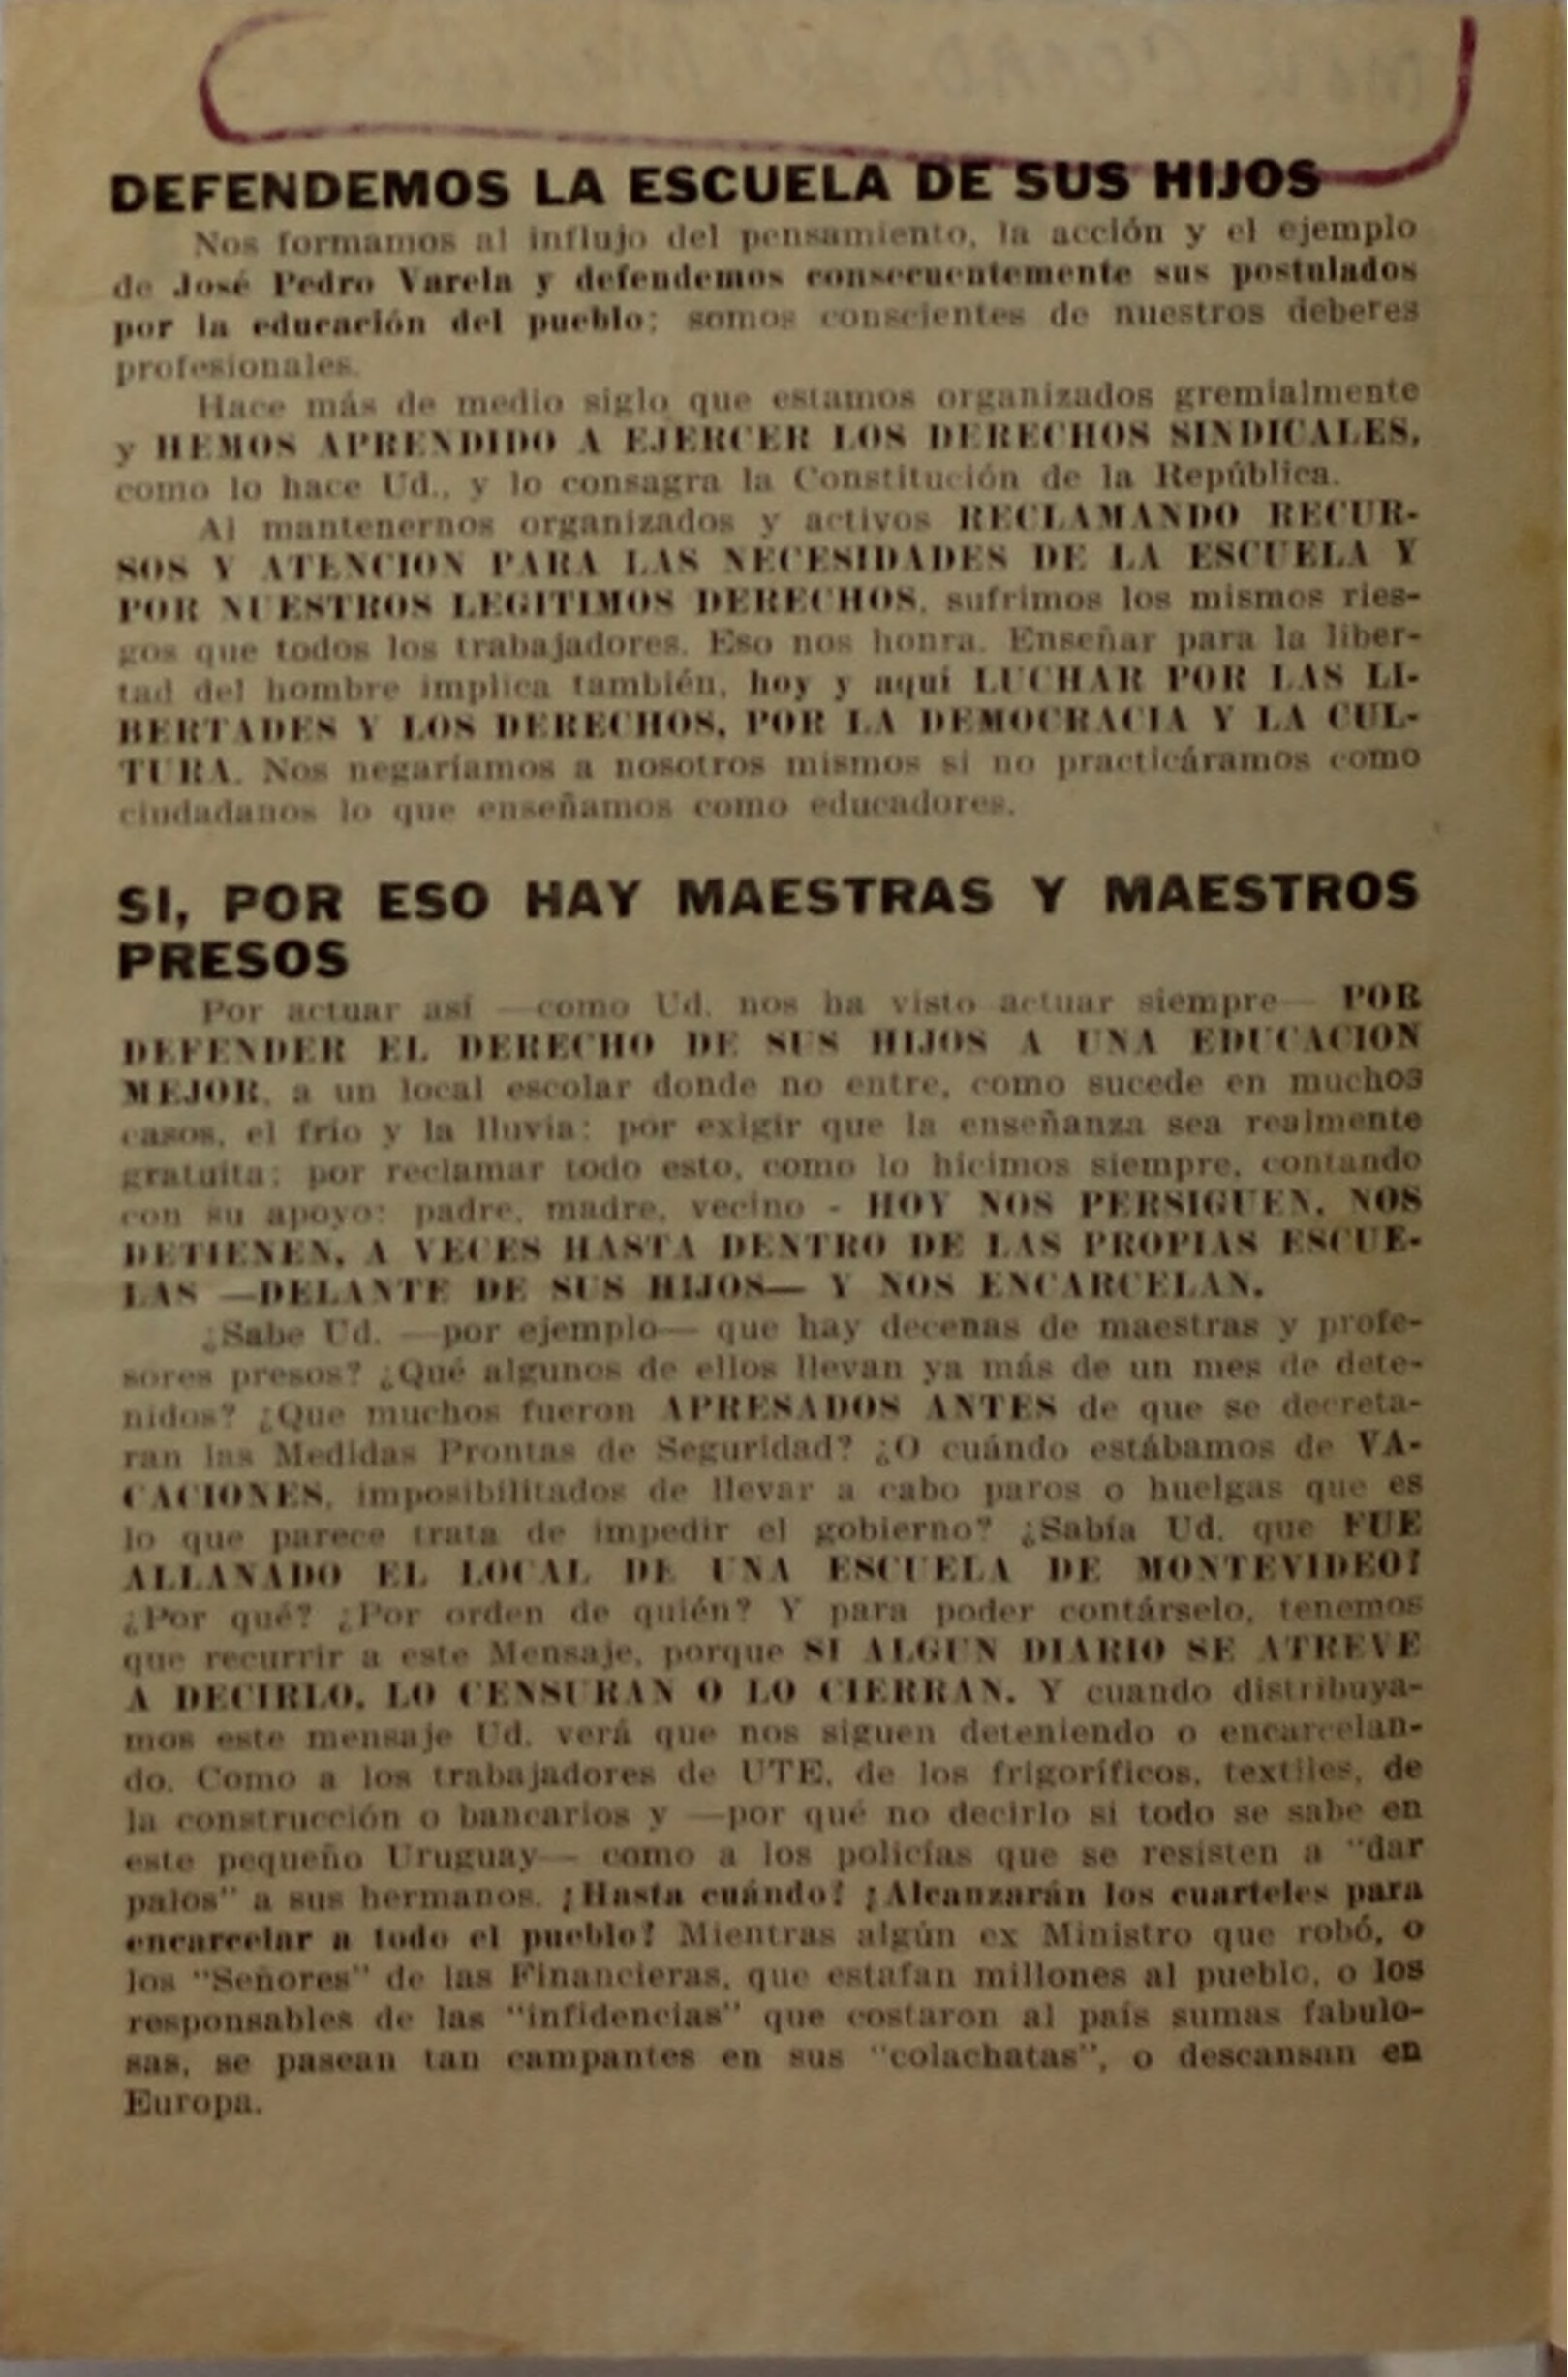 DEFENDEMOS LA ESCUELA DE SUS HIJOS
Nos formamos al influjo del pensamiento, la acción y el ejemplo
de José Pedro Varela y defendemos consecuentemente sus postulados
por la educación del pueblo; somos conscientes de nuestros deberes
profesionales.
Hace más de medio siglo que estamos organizados gremialmente
y HEMOS APRENDIDO A EJERCER LOS DERECHOS SINDICALES,
como lo hace Ud., y lo consagra la Constitución de la República.
Al mantenernos organizados y activos RECLAMANDO RECUR-
SOS Y ATENCION PARA LAS NECESIDADES DE LA ESCUELA Y
POR NUESTROS LEGITIMOS DERECHOS, sufrimos los mismos ries-
gos que todos los trabajadores. Eso nos honra. Enseñar para la liber-
tad del hombre implica también, hoy y aquí LUCHAR POR LAS LI-
BERTADES Y LOS DERECHOS, POR LA DEMOCRACIA Y LA CUL-
TURA. Nos negaríamos a nosotros mismos si no practicáramos como
ciudadanos lo que enseñamos como educadores.
SI, POR ESO HAY MAESTRAS Y MAESTROS
PRESOS
Por actuar así —como Ud. nos ha visto actuar siempre— POR
DEFENDER EL DERECHO DE SUS HIJOS A UNA EDUCACION
MEJOR, a un local escolar donde no entre, como sucede en muchos
casos, el frío y la lluvia; por exigir que la enseñanza sea realmente
gratuita; por reclamar todo esto, como lo hicimos siempre, contando
con su apoyo: padre, madre, vecino - HOY NOS PERSIGUEN, NOS
DETIENEN, A VECES HASTA DENTRO DE LAS PROPIAS ESCUE-
LAS —DELANTE DE SUS HIJOS— Y NOS ENCARCELAN.
¿Sabe Ud. —por ejemplo— que hay decenas de maestras y profe-
sores presos? ¿Qué algunos de ellos llevan ya más de un mes de dete-
nidos? ¿Que muchos fueron APRESADOS ANTES de que se decreta-
ran las Medidas Prontas de Seguridad? ¿O cuándo estábamos de VA-
CACIONES, imposibilitados de llevar a cabo paros o huelgas que es
lo que parece trata de impedir el gobierno? ¿Sabía Ud. que FUE
ALLANADO EL LOCAL DE UNA ESCUELA DE MONTEVIDEO?
¿Por qué? ¿Por orden de quién? Y para poder contárselo, tenemos
que recurrir a este Mensaje, porque SI ALGUN DIARIO SE ATREVE
A DECIRLO, LO CENSURAN O LO CIERRAN. Y cuando distribuya-
mos este mensaje Ud. verá que nos siguen deteniendo o encarcelan-
do. Como a los trabajadores de UTE, de los frigoríficos, textiles, de
la construcción o bancarios y —por qué no decirlo si todo se sabe en
este pequeño Uruguay— como a los policías que se resisten a "dar
palos" a sus hermanos. ¡Hasta cuándo! ¿Alcanzarán los cuarteles para
encarcelar a todo el pueblo? Mientras algún ex Ministro que robó, o
los "Señores" de las Financieras, que estafan millones al pueblo, o los
responsables de las "infidencias" que costaron al país sumas fabulo-
sas, se pasean tan campantes en sus "colachatas", o descansan en
Europa.